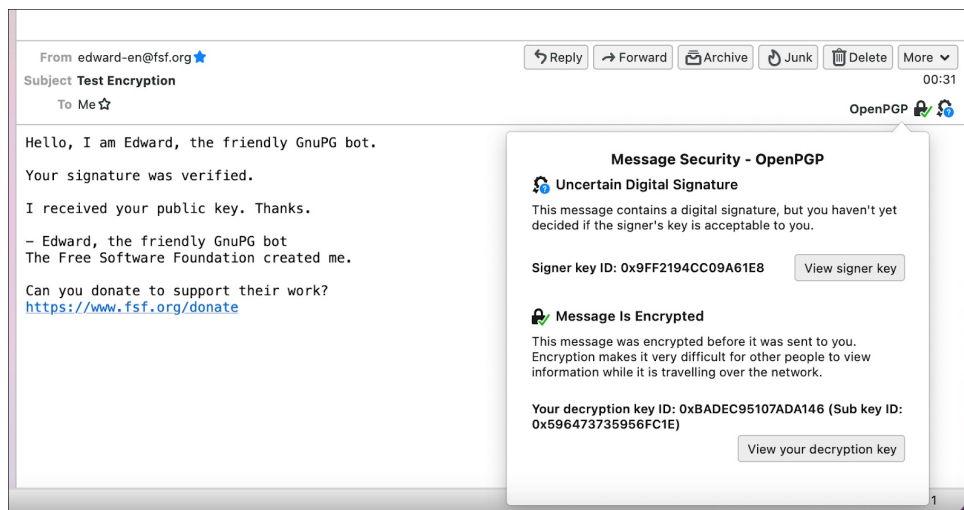 From edward-en@fsf.org
Reply Forward Archive Junk Delete More
Subject Test Encryption
00:31
To Me
OpenPGP
Hello, I am Edward, the friendly GnuPG bot.
Your signature was verified.
I received your public key. Thanks.
– Edward, the friendly GnuPG bot
The Free Software Foundation created me.
Can you donate to support their work?
https://www.fsf.org/donate
Message Security - OpenPGP
Uncertain Digital Signature
This message contains a digital signature, but you haven't yet
decided if the signer's key is acceptable to you.
Signer key ID: 0x9FF2194CC09A61E8
View signer key
Message Is Encrypted
This message was encrypted before it was sent to you.
Encryption makes it very difficult for other people to view
information while it is travelling over the network.
Your decryption key ID: 0xBADEC95107ADA146 (Sub key ID:
0x596473735956FC1E)
View your decryption key
1